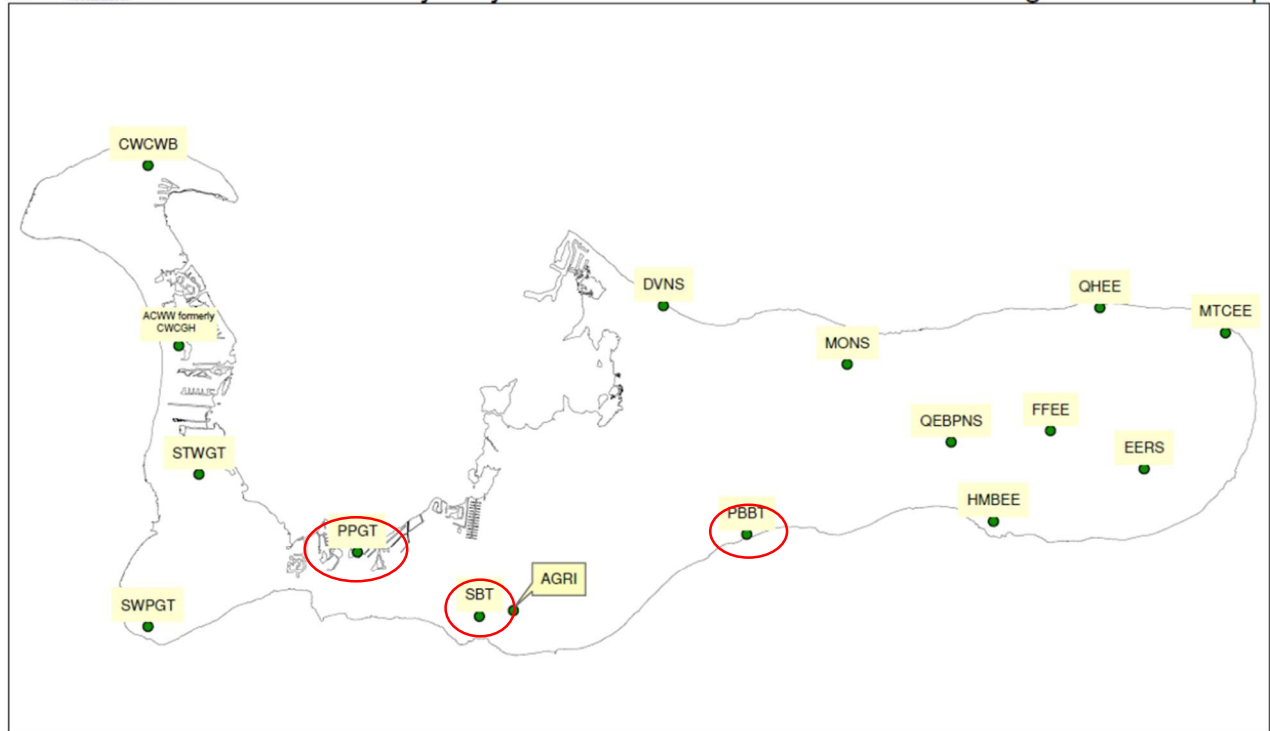 CWCWB
DVNS
QHEE
MTCEE
ACWW formerly
CWCGH
MONS
QEBPNS
FFEE
EERS
STWGT
HMBEE
PBBT
PPGT
AGRI
SBT
SWPGT